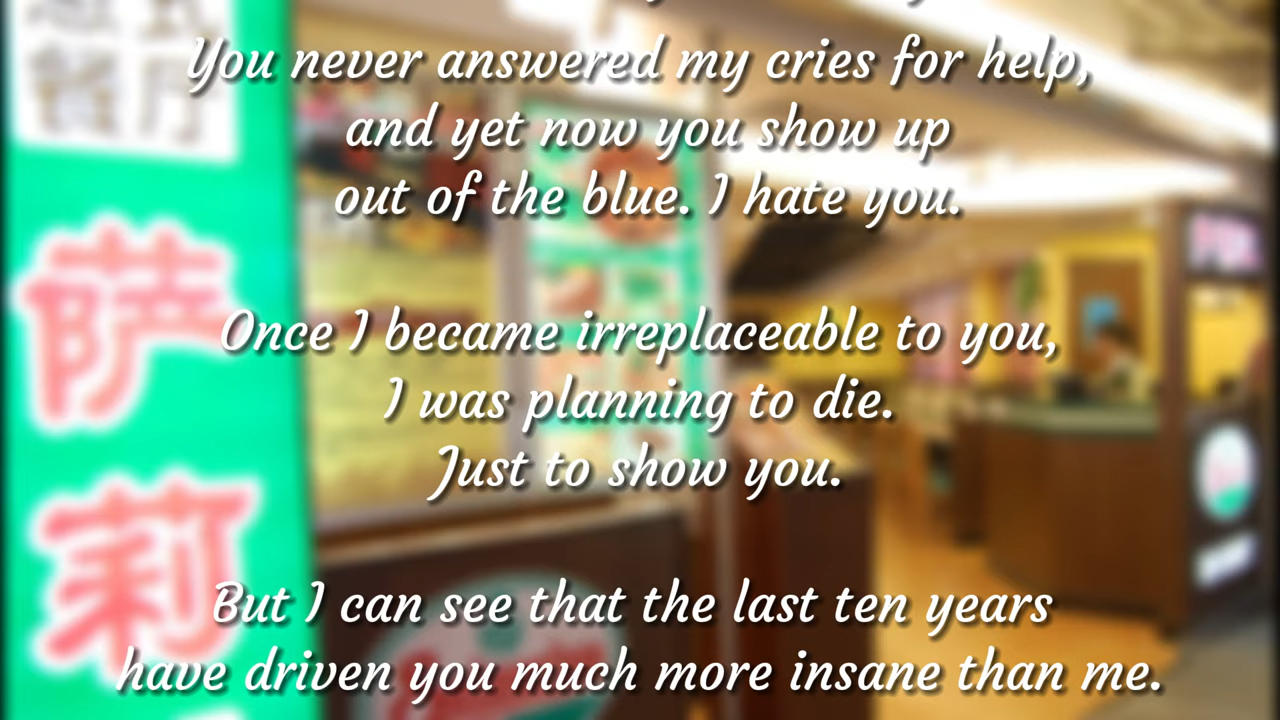 You never answered my cries for help,
and yet now you show up
out of the blue. I hate you.
Once I became irreplaceable to you,
I was planning to die.
Just to show you.
But I can see that the last ten years
have driven you much more insane than me.
萨
莉